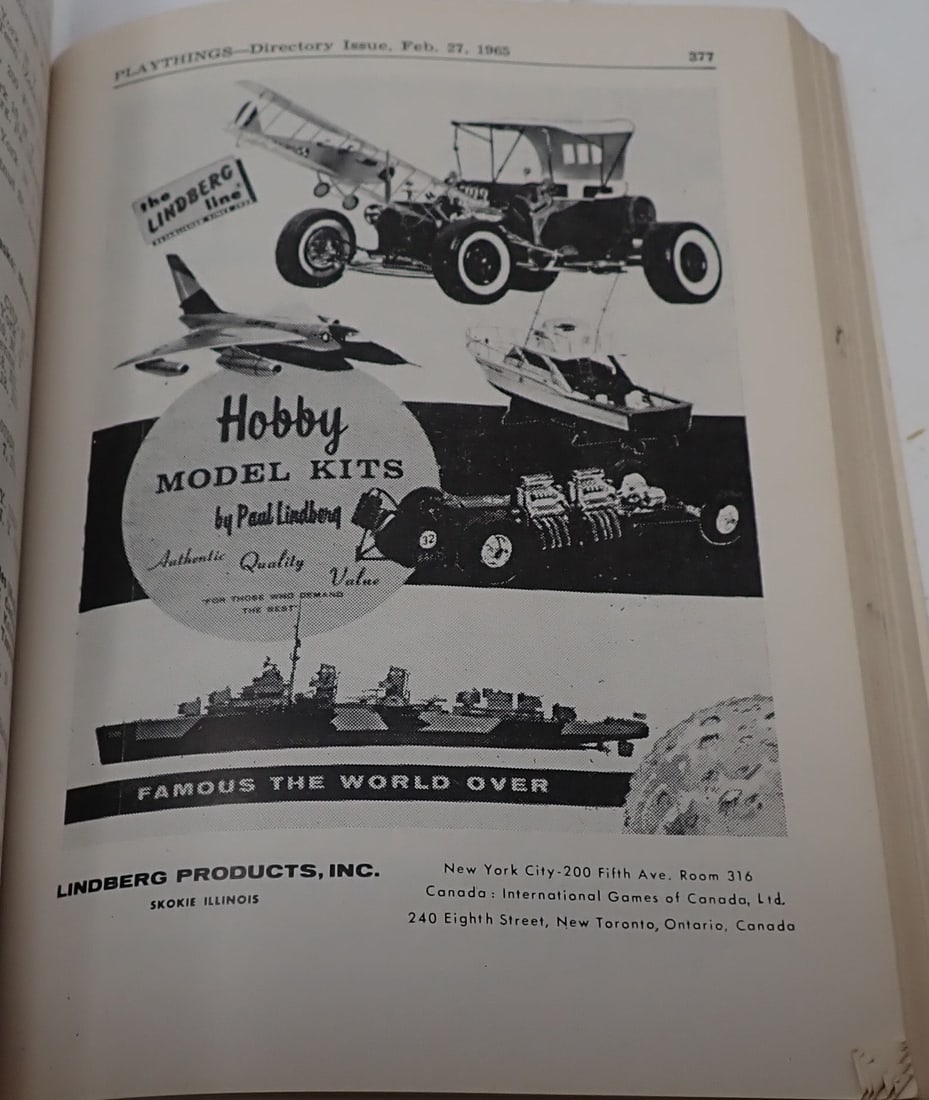 PLAYTHINGS—Directory Issue, Feb. 27, 1965
377
the
LINDBERG
line
Hobby
MODEL KITS
by Paul Lindberg
Authentic Quality Value
"FOR THOSE WHO DEMAND
THE BEST"
32
FAMOUS THE WORLD OVER
LINDBERG PRODUCTS, INC.
SKOKIE ILLINOIS
New York City-200 Fifth Ave. Room 316
Canada: International Games of Canada, Ltd.
240 Eighth Street, New Toronto, Ontario, Canada